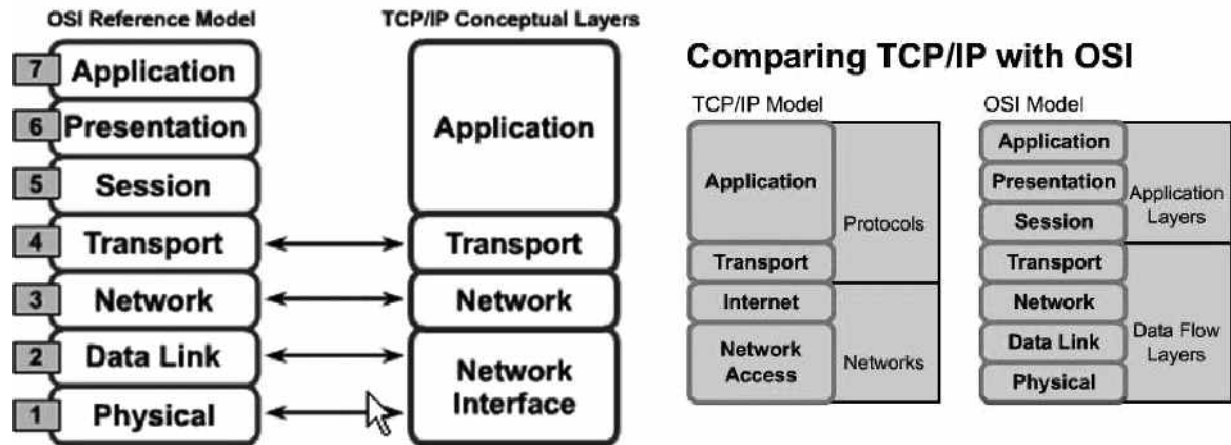 OSI Reference Model
TCP/IP Conceptual Layers
7 Application
6 Presentation
5 Session
4 Transport
3 Network
2 Data Link
1 Physical
Application
Transport
Network
Network
Interface
Comparing TCP/IP with OSI
TCP/IP Model
Application
Transport
Internet
Network
Access
Protocols
Networks
OSI Model
Application
Presentation
Session
Transport
Network
Data Link
Physical
Application
Layers
Data Flow
Layers